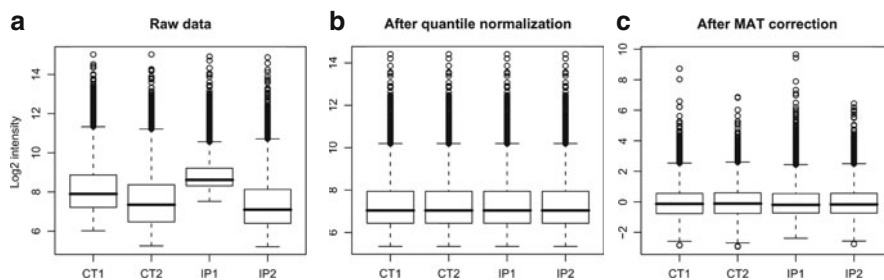 a
Raw data
Log2 intensity
14
12
10
8
6
CT1 CT2 IP1 IP2
b
After quantile normalization
14
12
10
8
6
CT1 CT2 IP1 IP2
c
After MAT correction
10
8
6
4
2
0
−2
CT1 CT2 IP1 IP2